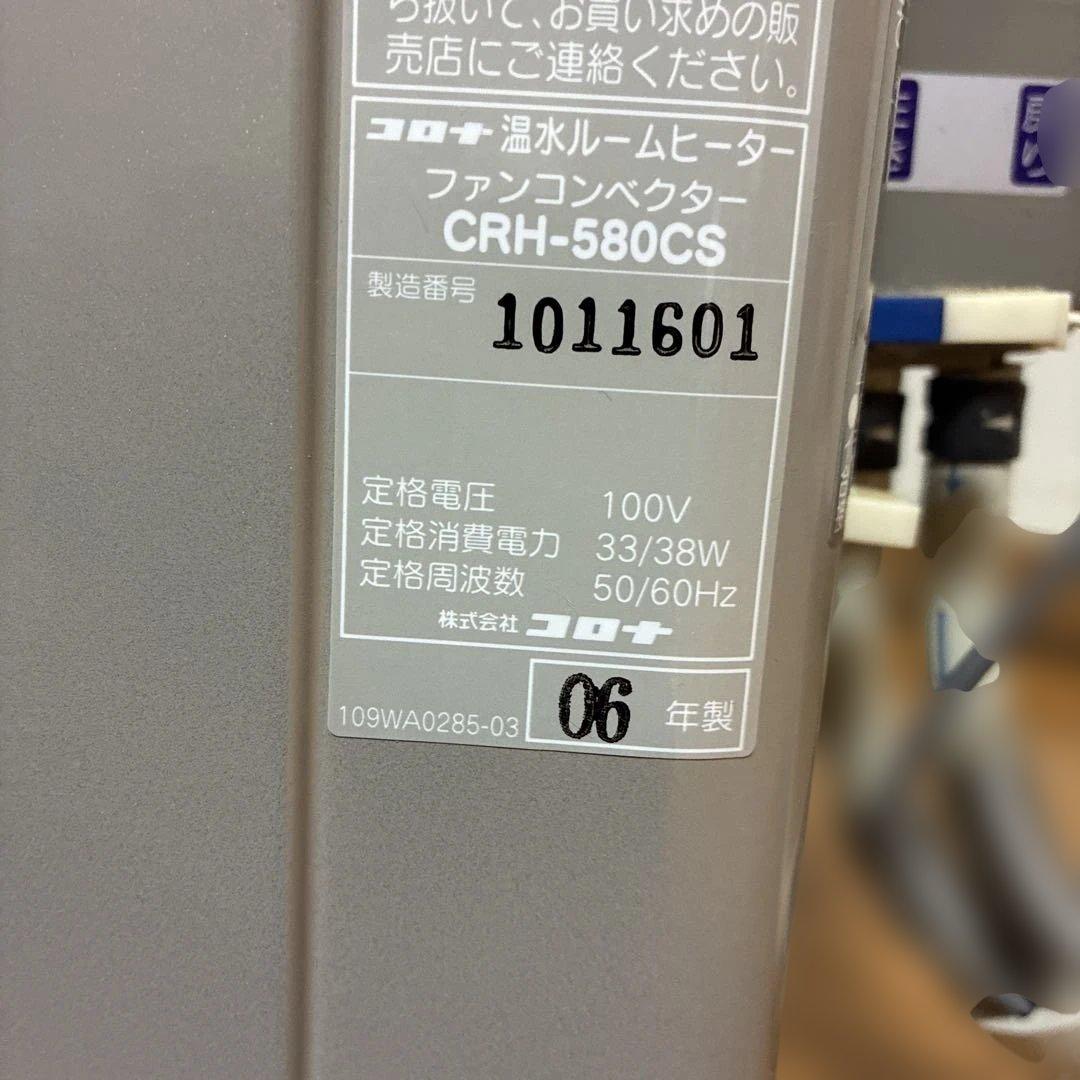 ら抜いて、お買い求めの販
売店にご連絡ください。
コロナ 温水ルームヒーター
ファンコンベクター
CRH-580CS
製造番号 1011601
定格電圧 100V
定格消費電力 33/38W
定格周波数 50/60Hz
株式会社 コロナ
109WA0285-03 06 年製